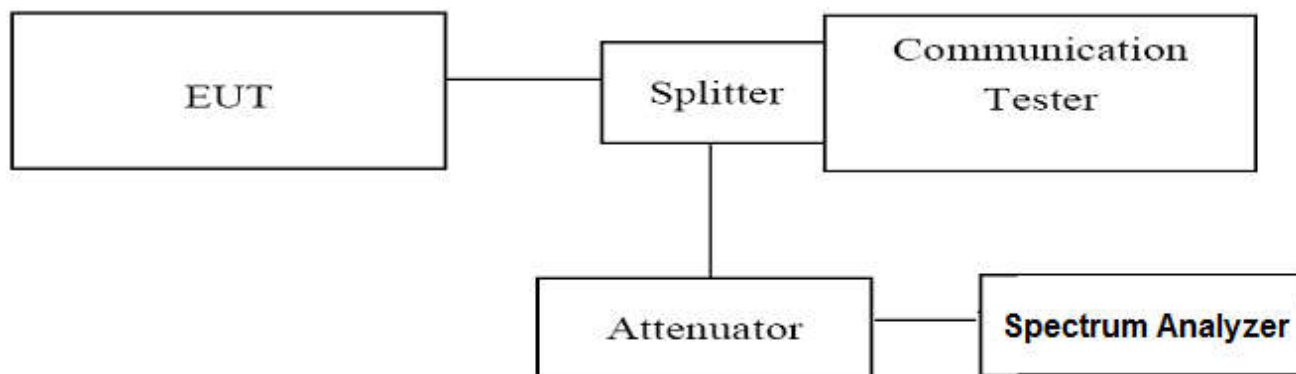 EUT
Splitter
Communication
Tester
Attenuator
Spectrum Analyzer